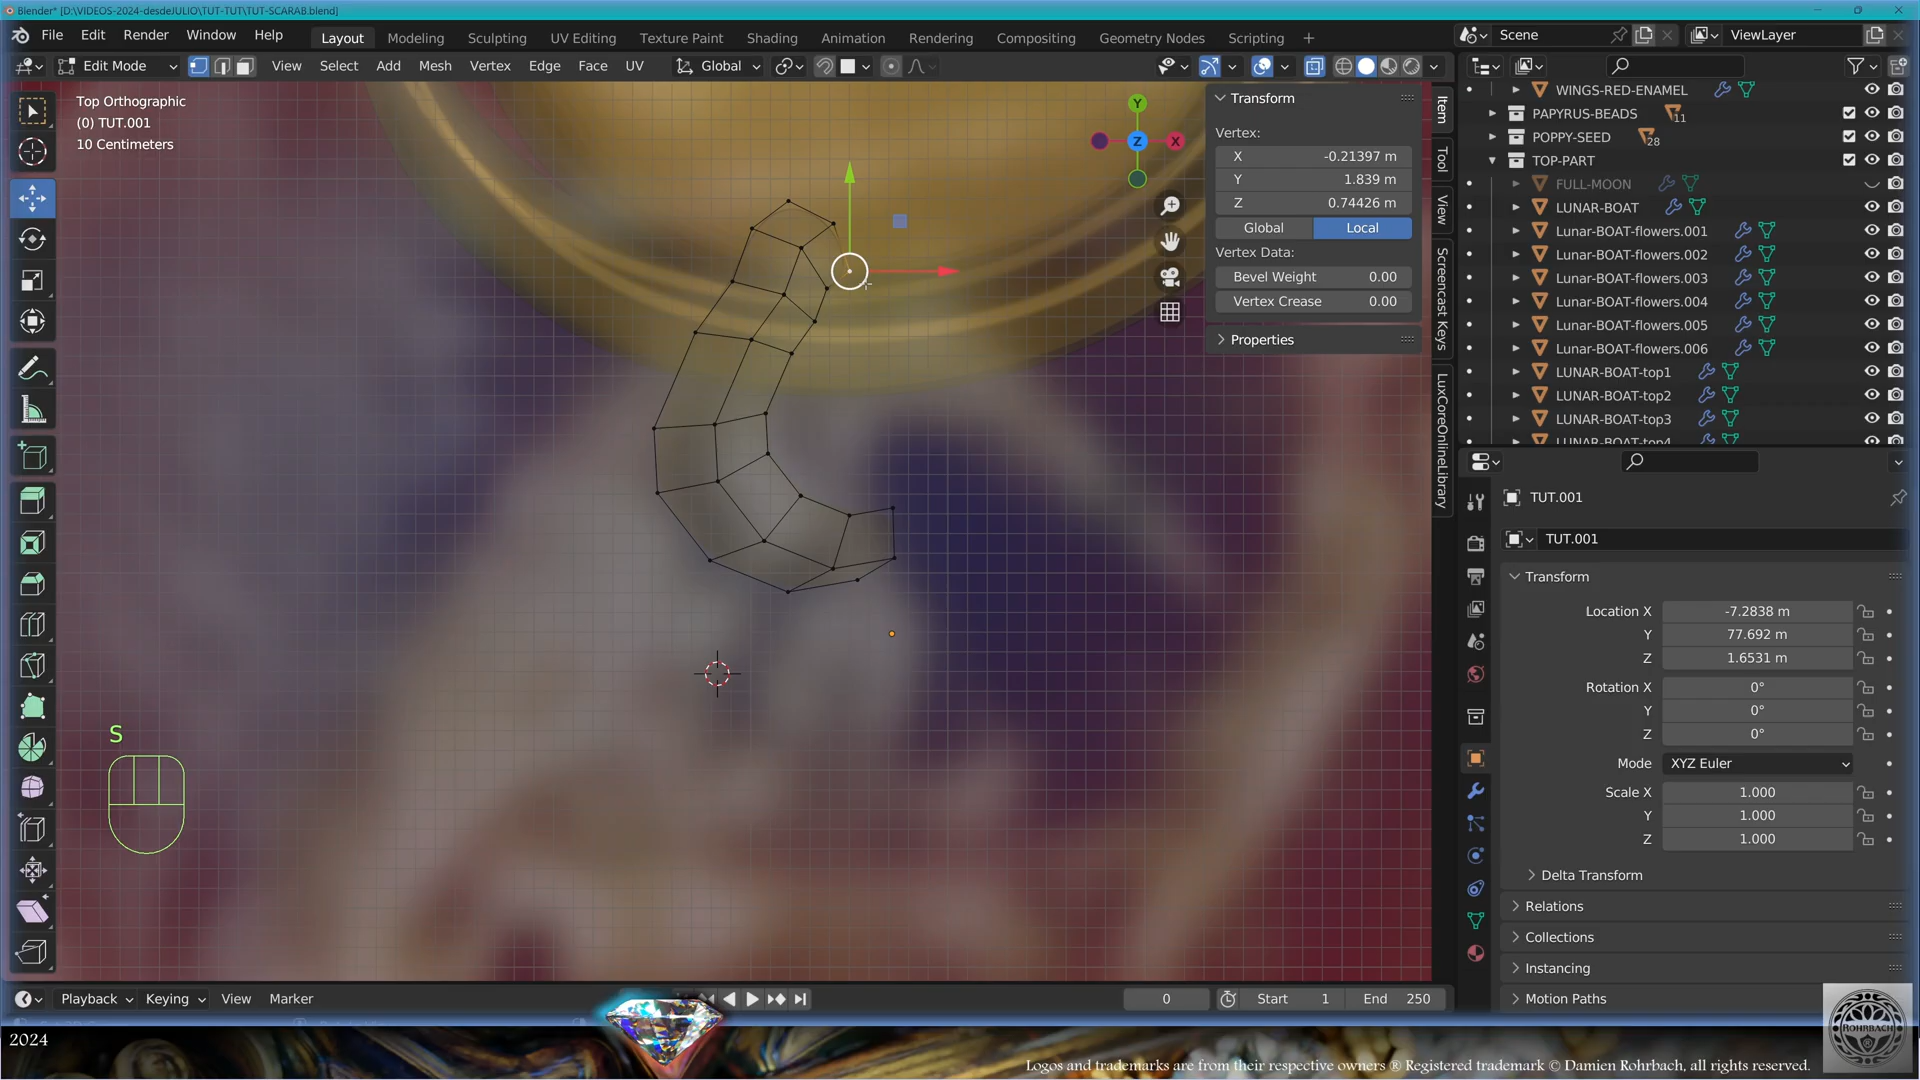 Blender* [D:\VIDEOS-2024-desdeJULIO\TUT-TUT\TUT-SCARAB.blend]
File Edit Render Window Help Layout Modeling Sculpting UV Editing Texture Paint Shading Animation Rendering Compositing Geometry Nodes Scripting + Scene ViewLayer
Edit Mode View Select Add Mesh Vertex Edge Face UV Global
Top Orthographic
(0) TUT.001
10 Centimeters
Y
Z
X
Transform
Vertex:
X -0.21397 m
Y 1.839 m
Z 0.74426 m
Global Local
Vertex Data:
Bevel Weight 0.00
Vertex Crease 0.00
Properties
Item
Tool
View
Screencast Keys
LuxCoreOnlineLibrary
WINGS-RED-ENAMEL
PAPYRUS-BEADS 11
POPPY-SEED 28
TOP-PART
FULL-MOON
LUNAR-BOAT
Lunar-BOAT-flowers.001
Lunar-BOAT-flowers.002
Lunar-BOAT-flowers.003
Lunar-BOAT-flowers.004
Lunar-BOAT-flowers.005
Lunar-BOAT-flowers.006
LUNAR-BOAT-top1
LUNAR-BOAT-top2
LUNAR-BOAT-top3
LUNAR-BOAT-top4
TUT.001
TUT.001
Transform
Location X -7.2838 m
Y 77.692 m
Z 1.6531 m
Rotation X 0°
Y 0°
Z 0°
Mode XYZ Euler
Scale X 1.000
Y 1.000
Z 1.000
Delta Transform
Relations
Collections
Instancing
Motion Paths
S
Playback Keying View Marker 0 Start 1 End 250
2024
ROHRBACH
Logos and trademarks are from their respective owners ® Registered trademark © Damien Rohrbach, all rights reserved.